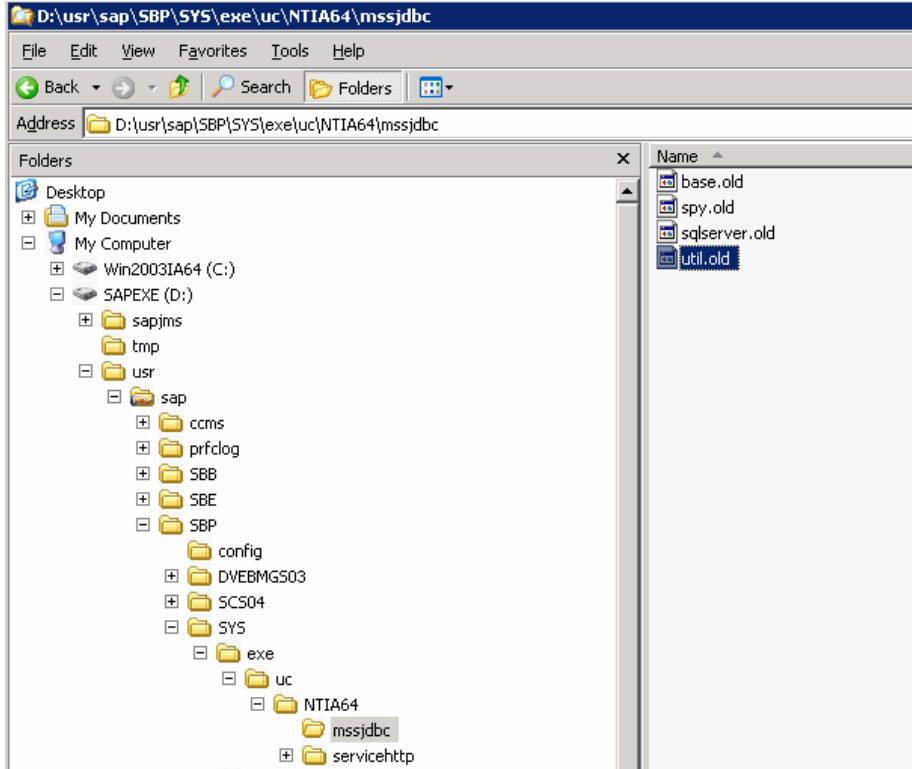 D:\usr\sap\SBP\SYS\exe\uc\NTIA64\mssjdbc
File Edit View Favorites Tools Help
Back Search Folders
Address D:\usr\sap\SBP\SYS\exe\uc\NTIA64\mssjdbc
Folders
Desktop
My Documents
My Computer
Win2003IA64 (C:)
SAPEXE (D:)
sapjms
tmp
usr
sap
ccms
prfclog
SBB
SBE
SBP
config
DVEBMGS03
SCS04
SYS
exe
uc
NTIA64
mssjdbc
servicehttp
Name
base.old
spy.old
sqlserver.old
util.old